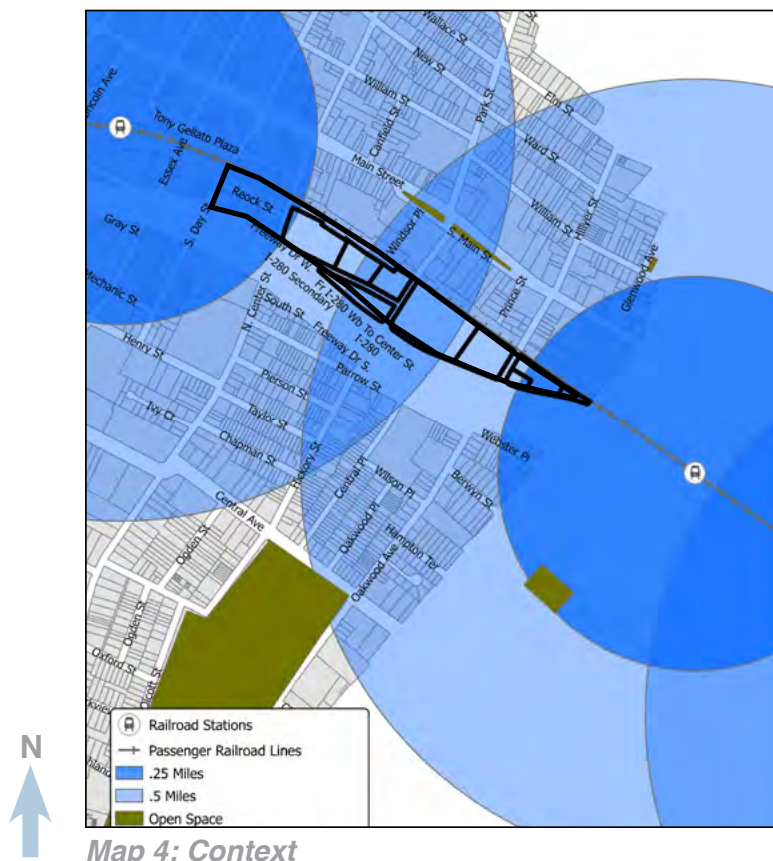 Wallace St
New St
Elm St
Park St
William St
Canfield St
Ward St
Lincoln Ave
Tony Gellato Plaza
Main Street
William St
Hillyer St
Essex Ave
Reock St
Windsor Pl
S. Main St
Glenwood Ave
Gray St
S. Day St
Freeway Dr W.
Fr I-280 Wb To Center St
Prince St
I-280 Secondary
I-280
Mechanic St
N. Center St
South St
Freeway Dr S.
Henry St
Parrow St
Pierson St
Webster Pl
Ivy Cr
Taylor St
Hickory St
Central Pl
Wilson Pl
Berwyn St
Chapman St
Central Ave
Oakwood Pl
Hampton Ter
Ogden St
Oakwood Ave
Ogden St
Oxford St
Olcott St
Railroad Stations
Passenger Railroad Lines
.25 Miles
.5 Miles
Open Space
N
Map 4: Context